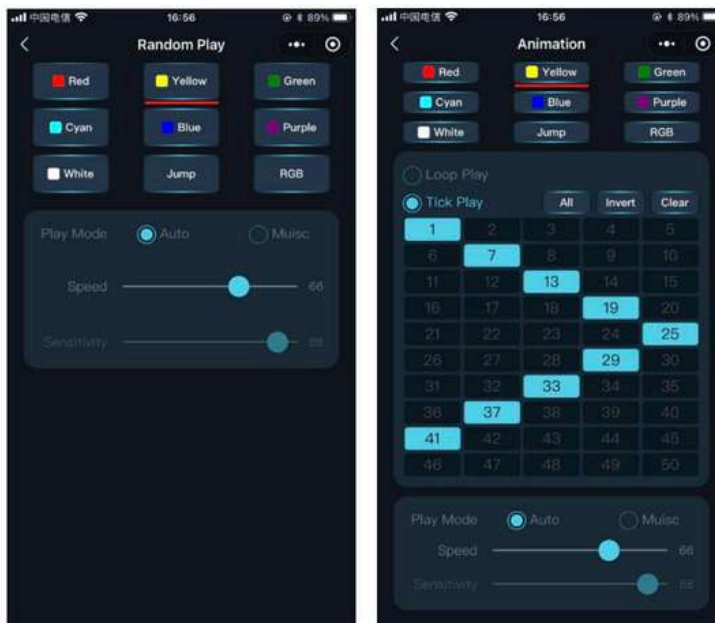 中国电信 16:56 89%
Random Play
Red Yellow Green
Cyan Blue Purple
White Jump RGB
Play Mode Auto Muisc
Speed 66
Sensitivity 88
中国电信 16:56 89%
Animation
Red Yellow Green
Cyan Blue Purple
White Jump RGB
Loop Play
Tick Play All Invert Clear
1 2 3 4 5
6 7 8 9 10
11 12 13 14 15
16 17 18 19 20
21 22 23 24 25
26 27 28 29 30
31 32 33 34 35
36 37 38 39 40
41 42 43 44 45
46 47 48 49 50
Play Mode Auto Muisc
Speed 66
Sensitivity 88